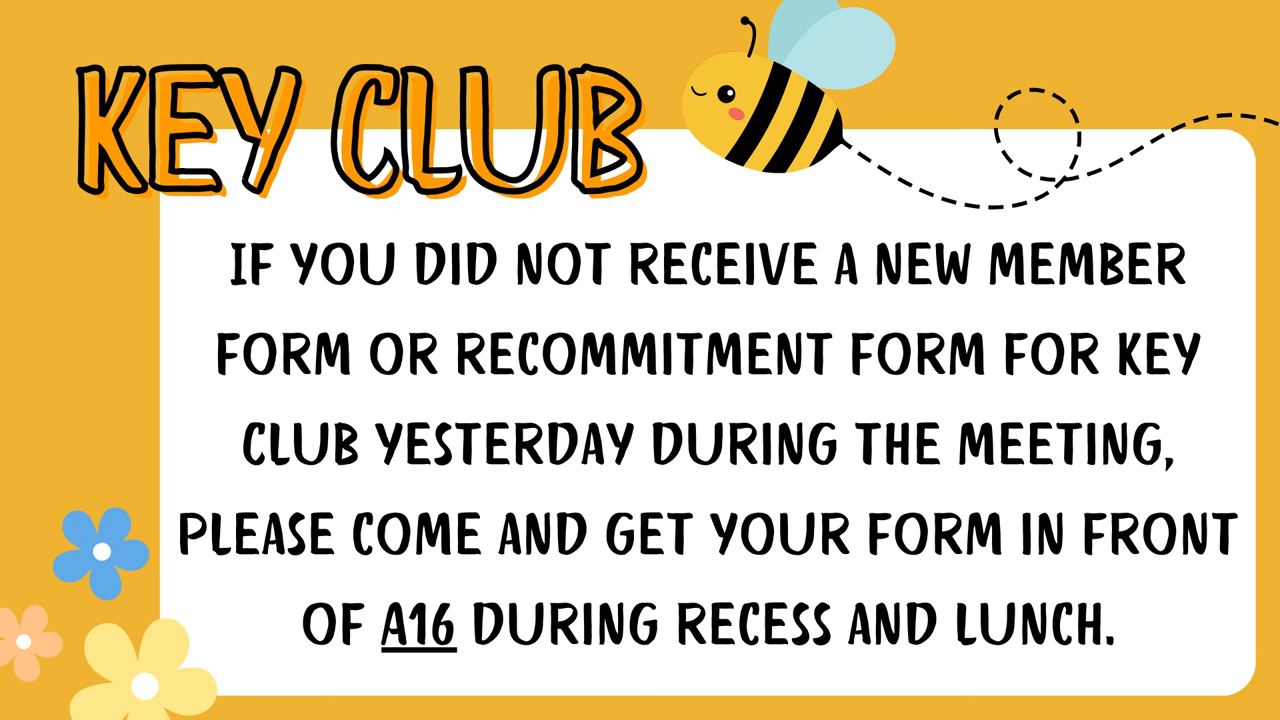 KEY CLUB
IF YOU DID NOT RECEIVE A NEW MEMBER
FORM OR RECOMMITMENT FORM FOR KEY
CLUB YESTERDAY DURING THE MEETING,
PLEASE COME AND GET YOUR FORM IN FRONT
OF A16 DURING RECESS AND LUNCH.